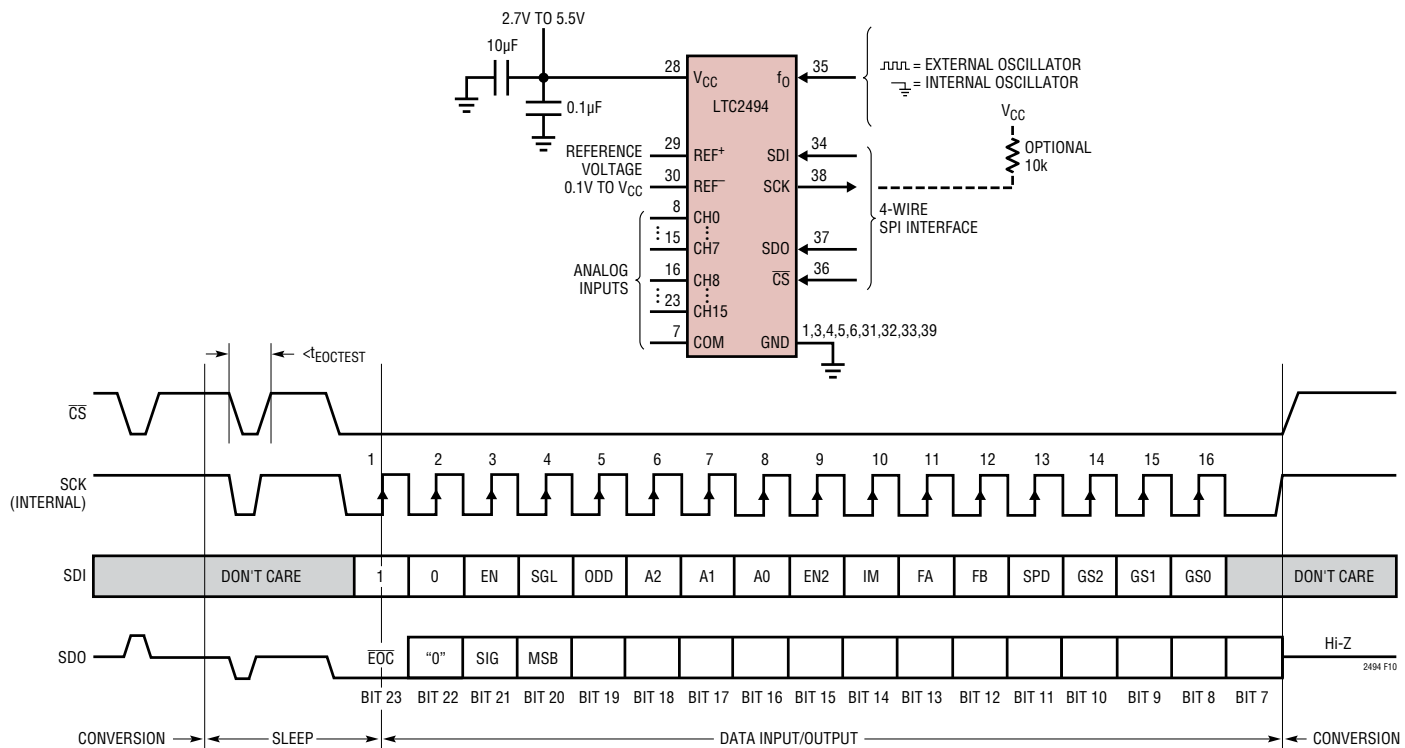 2.7V TO 5.5V
10µF
0.1µF
28
VCC
fO
35
LTC2494
= EXTERNAL OSCILLATOR
= INTERNAL OSCILLATOR
VCC
OPTIONAL
10k
REFERENCE
VOLTAGE
0.1V TO VCC
29
REF+
30
REF–
SDI
34
SCK
38
4-WIRE
SPI INTERFACE
ANALOG
INPUTS
8
CH0
15
CH7
16
CH8
23
CH15
7
COM
SDO
37
CS
36
GND
1,3,4,5,6,31,32,33,39
<tEOCTEST
CS
SCK
(INTERNAL)
1 2 3 4 5 6 7 8 9 10 11 12 13 14 15 16
SDI DON'T CARE 1 0 EN SGL ODD A2 A1 A0 EN2 IM FA FB SPD GS2 GS1 GS0 DON'T CARE
SDO EOC “0” SIG MSB Hi-Z
2494 F10
BIT 23 BIT 22 BIT 21 BIT 20 BIT 19 BIT 18 BIT 17 BIT 16 BIT 15 BIT 14 BIT 13 BIT 12 BIT 11 BIT 10 BIT 9 BIT 8 BIT 7
CONVERSION SLEEP DATA INPUT/OUTPUT CONVERSION